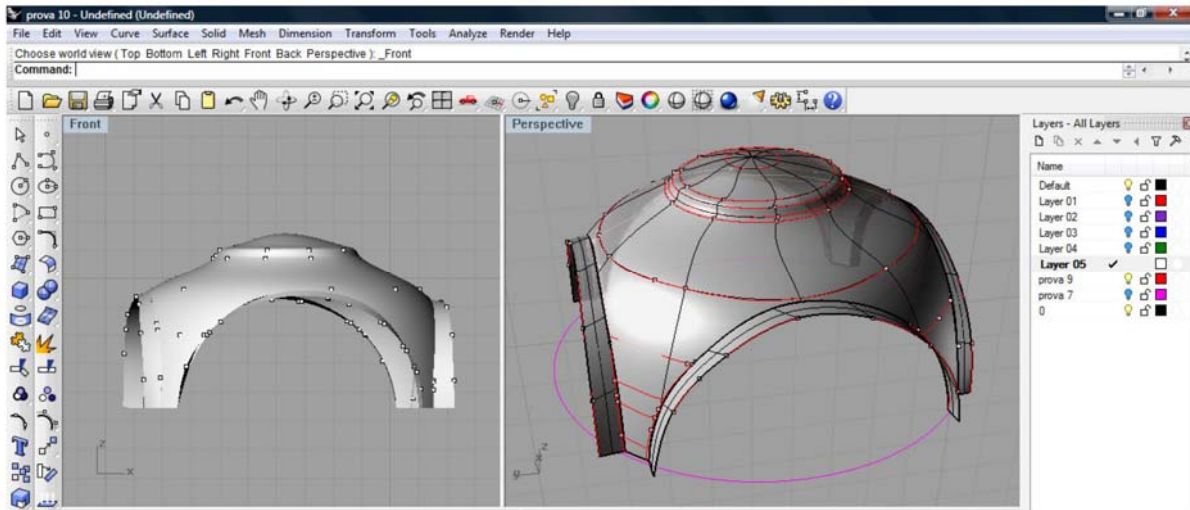 prova 10 - Undefined (Undefined)
File Edit View Curve Surface Solid Mesh Dimension Transform Tools Analyze Render Help
Choose world view ( Top Bottom Left Right Front Back Perspective ): _Front
Command:
Front
Perspective
Layers - All Layers
Name
Default
Layer 01
Layer 02
Layer 03
Layer 04
Layer 05
prova 9
prova 7
0
z
x
z
x
y